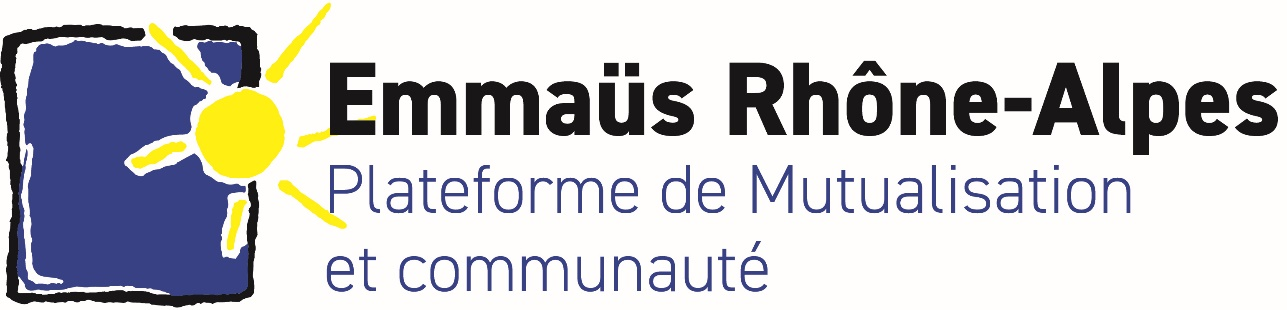 Emmaüs Rhône-Alpes
Plateforme de Mutualisation
et communauté